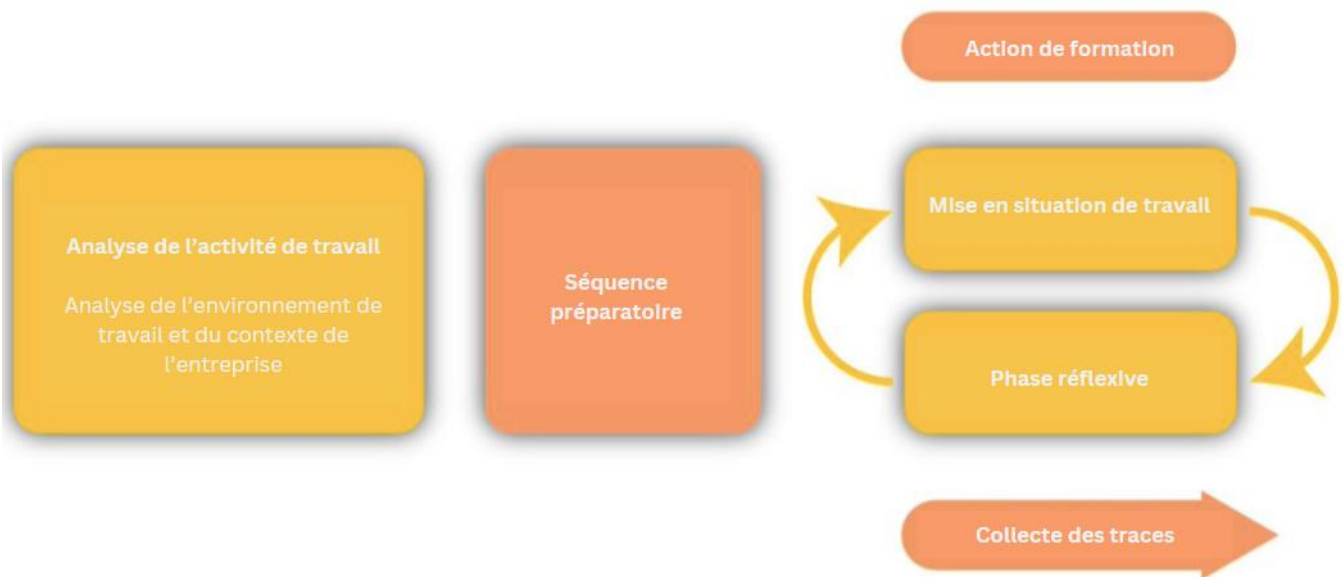 Action de formation
Analyse de l'activité de travail
Analyse de l'environnement de
travail et du contexte de
l'entreprise
Séquence
préparatoire
Mise en situation de travail
Phase réflexive
Collecte des traces